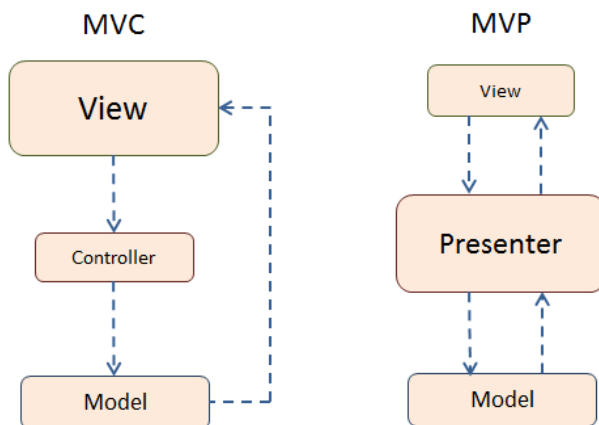 MVC
View
Controller
Model
MVP
View
Presenter
Model